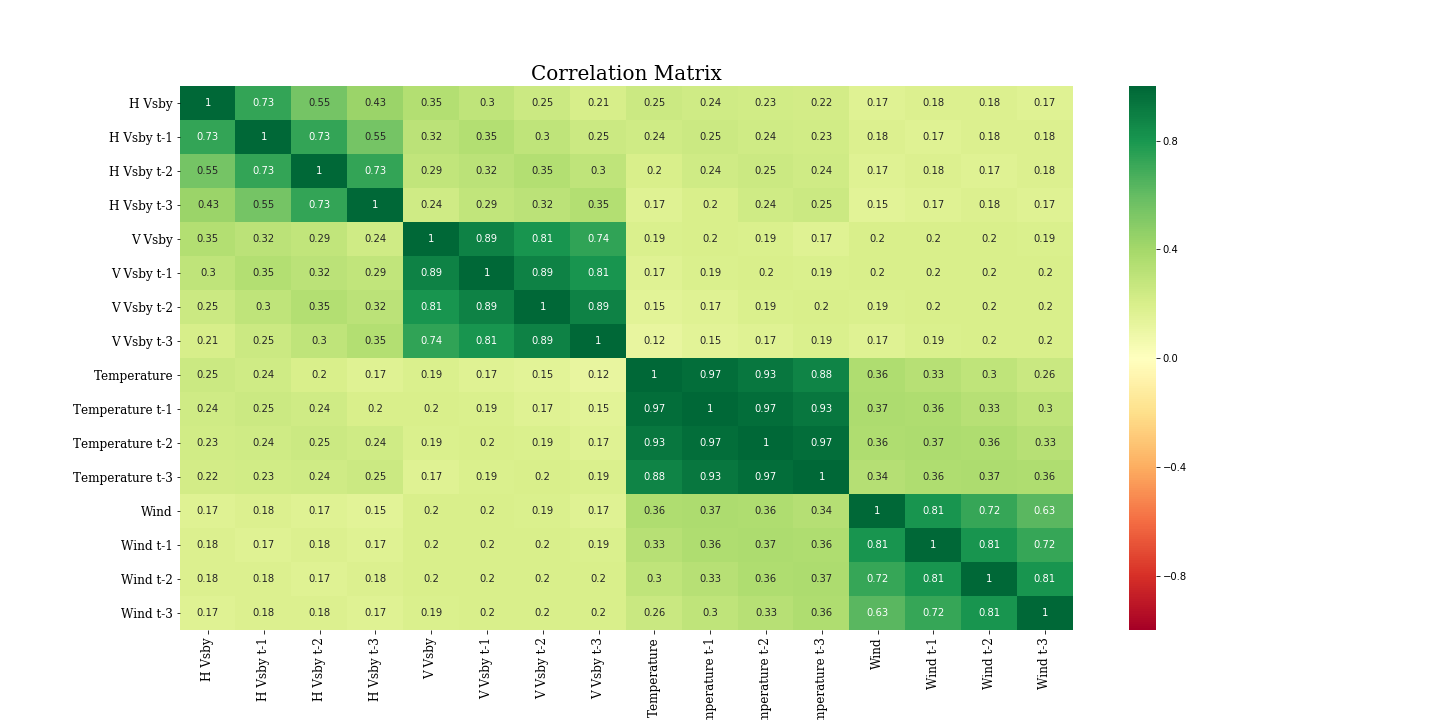 Correlation Matrix
H Vsby 1 0.73 0.55 0.43 0.35 0.3 0.25 0.21 0.25 0.24 0.23 0.22 0.17 0.18 0.18 0.17
H Vsby t-1 0.73 1 0.73 0.55 0.32 0.35 0.3 0.25 0.24 0.25 0.24 0.23 0.18 0.17 0.18 0.18
H Vsby t-2 0.55 0.73 1 0.73 0.29 0.32 0.35 0.3 0.2 0.24 0.25 0.24 0.17 0.18 0.17 0.18
H Vsby t-3 0.43 0.55 0.73 1 0.24 0.29 0.32 0.35 0.17 0.2 0.24 0.25 0.15 0.17 0.18 0.17
V Vsby 0.35 0.32 0.29 0.24 1 0.89 0.81 0.74 0.19 0.2 0.19 0.17 0.2 0.2 0.2 0.19
V Vsby t-1 0.3 0.35 0.32 0.29 0.89 1 0.89 0.81 0.17 0.19 0.2 0.19 0.2 0.2 0.2 0.2
V Vsby t-2 0.25 0.3 0.35 0.32 0.81 0.89 1 0.89 0.15 0.17 0.19 0.2 0.19 0.2 0.2 0.2
V Vsby t-3 0.21 0.25 0.3 0.35 0.74 0.81 0.89 1 0.12 0.15 0.17 0.19 0.17 0.19 0.2 0.2
Temperature 0.25 0.24 0.2 0.17 0.19 0.17 0.15 0.12 1 0.97 0.93 0.88 0.36 0.33 0.3 0.26
Temperature t-1 0.24 0.25 0.24 0.2 0.2 0.19 0.17 0.15 0.97 1 0.97 0.93 0.37 0.36 0.33 0.3
Temperature t-2 0.23 0.24 0.25 0.24 0.19 0.2 0.19 0.17 0.93 0.97 1 0.97 0.36 0.37 0.36 0.33
Temperature t-3 0.22 0.23 0.24 0.25 0.17 0.19 0.2 0.19 0.88 0.93 0.97 1 0.34 0.36 0.37 0.36
Wind 0.17 0.18 0.17 0.15 0.2 0.2 0.19 0.17 0.36 0.37 0.36 0.34 1 0.81 0.72 0.63
Wind t-1 0.18 0.17 0.18 0.17 0.2 0.2 0.2 0.19 0.33 0.36 0.37 0.36 0.81 1 0.81 0.72
Wind t-2 0.18 0.18 0.17 0.18 0.2 0.2 0.2 0.2 0.3 0.33 0.36 0.37 0.72 0.81 1 0.81
Wind t-3 0.17 0.18 0.18 0.17 0.19 0.2 0.2 0.2 0.26 0.3 0.33 0.36 0.63 0.72 0.81 1
H Vsby
H Vsby t-1
H Vsby t-2
H Vsby t-3
V Vsby
V Vsby t-1
V Vsby t-2
V Vsby t-3
Temperature
mperature t-1
mperature t-2
mperature t-3
Wind
Wind t-1
Wind t-2
Wind t-3
0.8
0.4
0.0
−0.4
−0.8